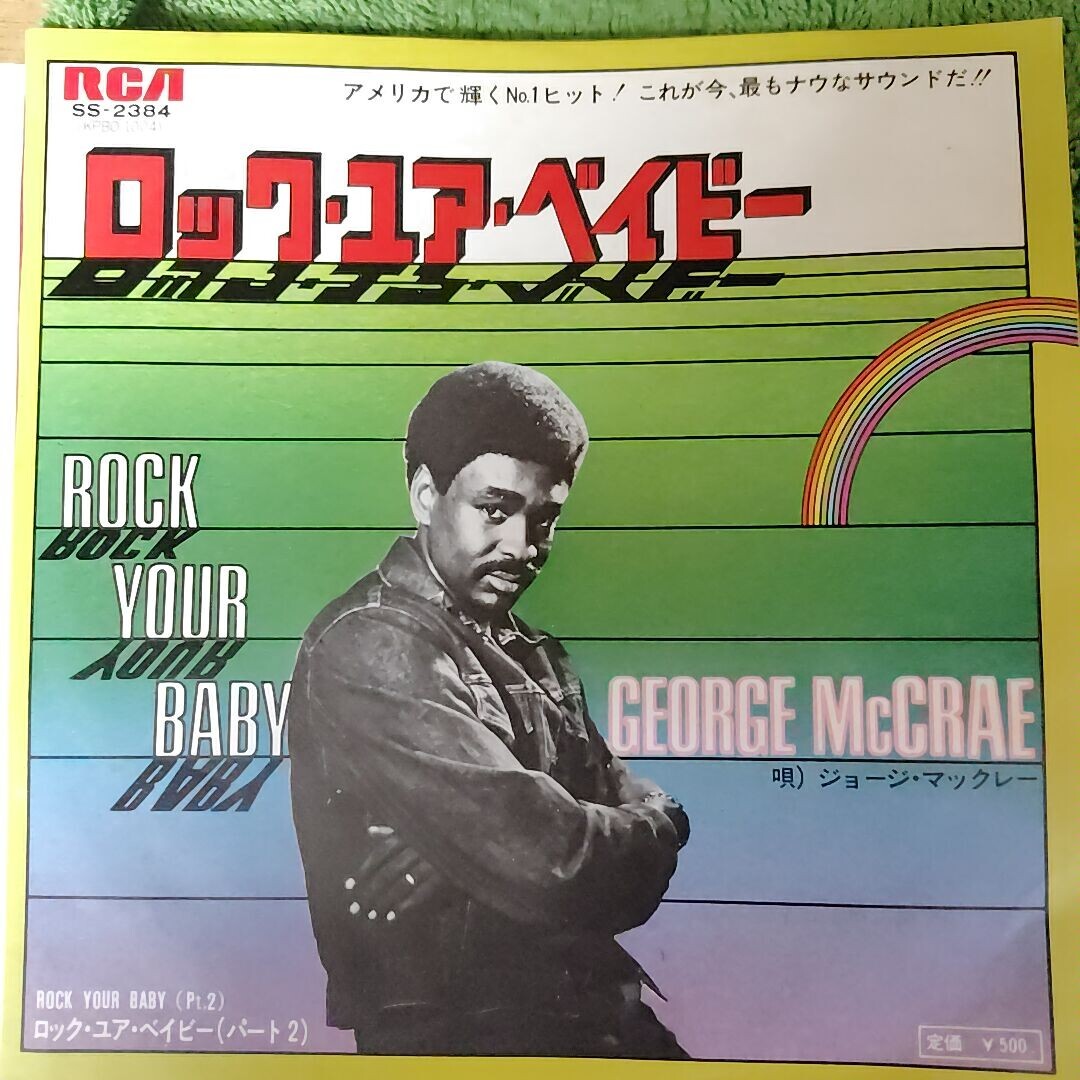 RCA
SS-2384
アメリカで輝くNo.1ヒット! これが今、最もナウなサウンドだ!!
ロック・ユア・ベイビー
ROCK
YOUR
BABY
GEORGE McCRAE
唄) ジョージ・マックレー
ROCK YOUR BABY (Pt.2)
ロック・ユア・ベイビー(パート2)
定価 ¥500